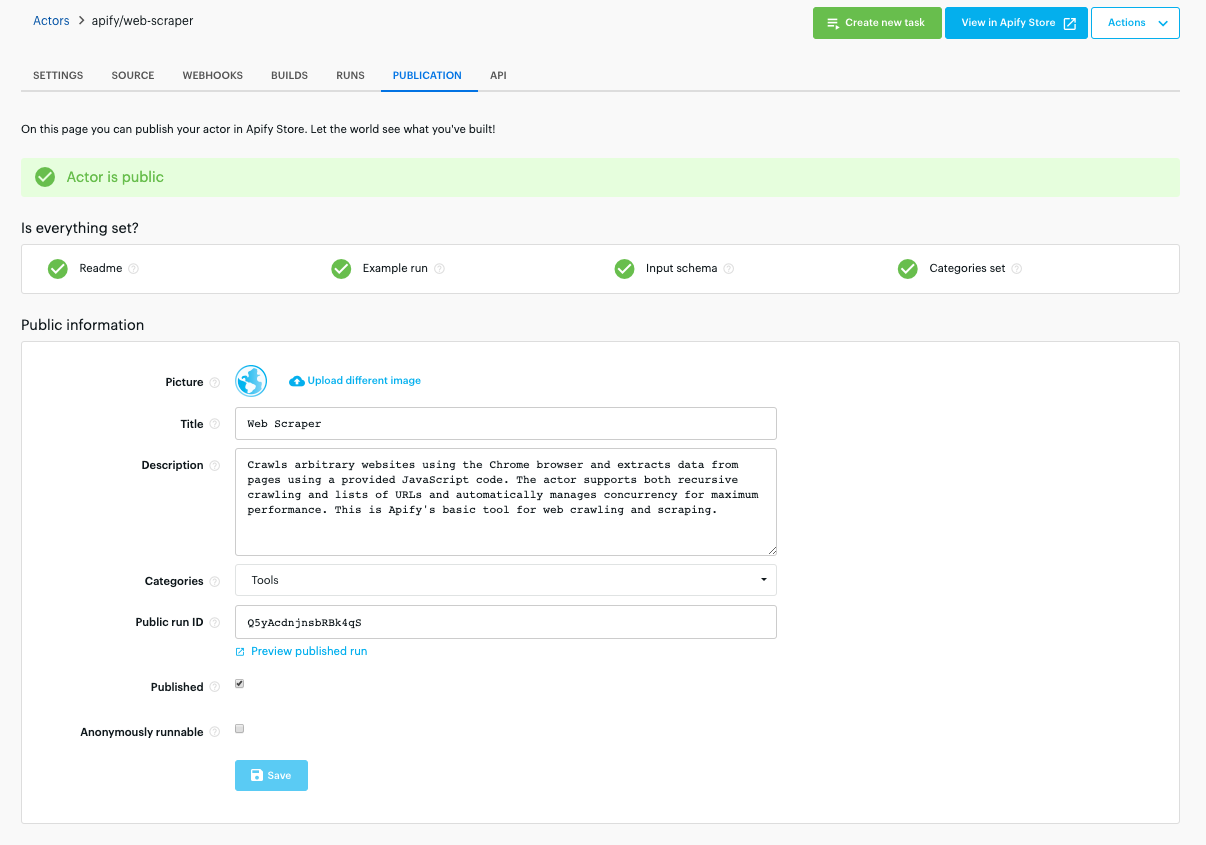 Actors > apify/web-scraper
Create new task
View in Apify Store
Actions
SETTINGS SOURCE WEBHOOKS BUILDS RUNS PUBLICATION API
On this page you can publish your actor in Apify Store. Let the world see what you've built!
Actor is public
Is everything set?
Readme ? Example run ? Input schema ? Categories set ?
Public information
Picture ? Upload different image
Title ? Web Scraper
Description ? Crawls arbitrary websites using the Chrome browser and extracts data from
pages using a provided JavaScript code. The actor supports both recursive
crawling and lists of URLs and automatically manages concurrency for maximum
performance. This is Apify's basic tool for web crawling and scraping.
Categories ? Tools
Public run ID ? Q5yAcdnjnsbRBk4qS
Preview published run
Published ?
Anonymously runnable ?
Save